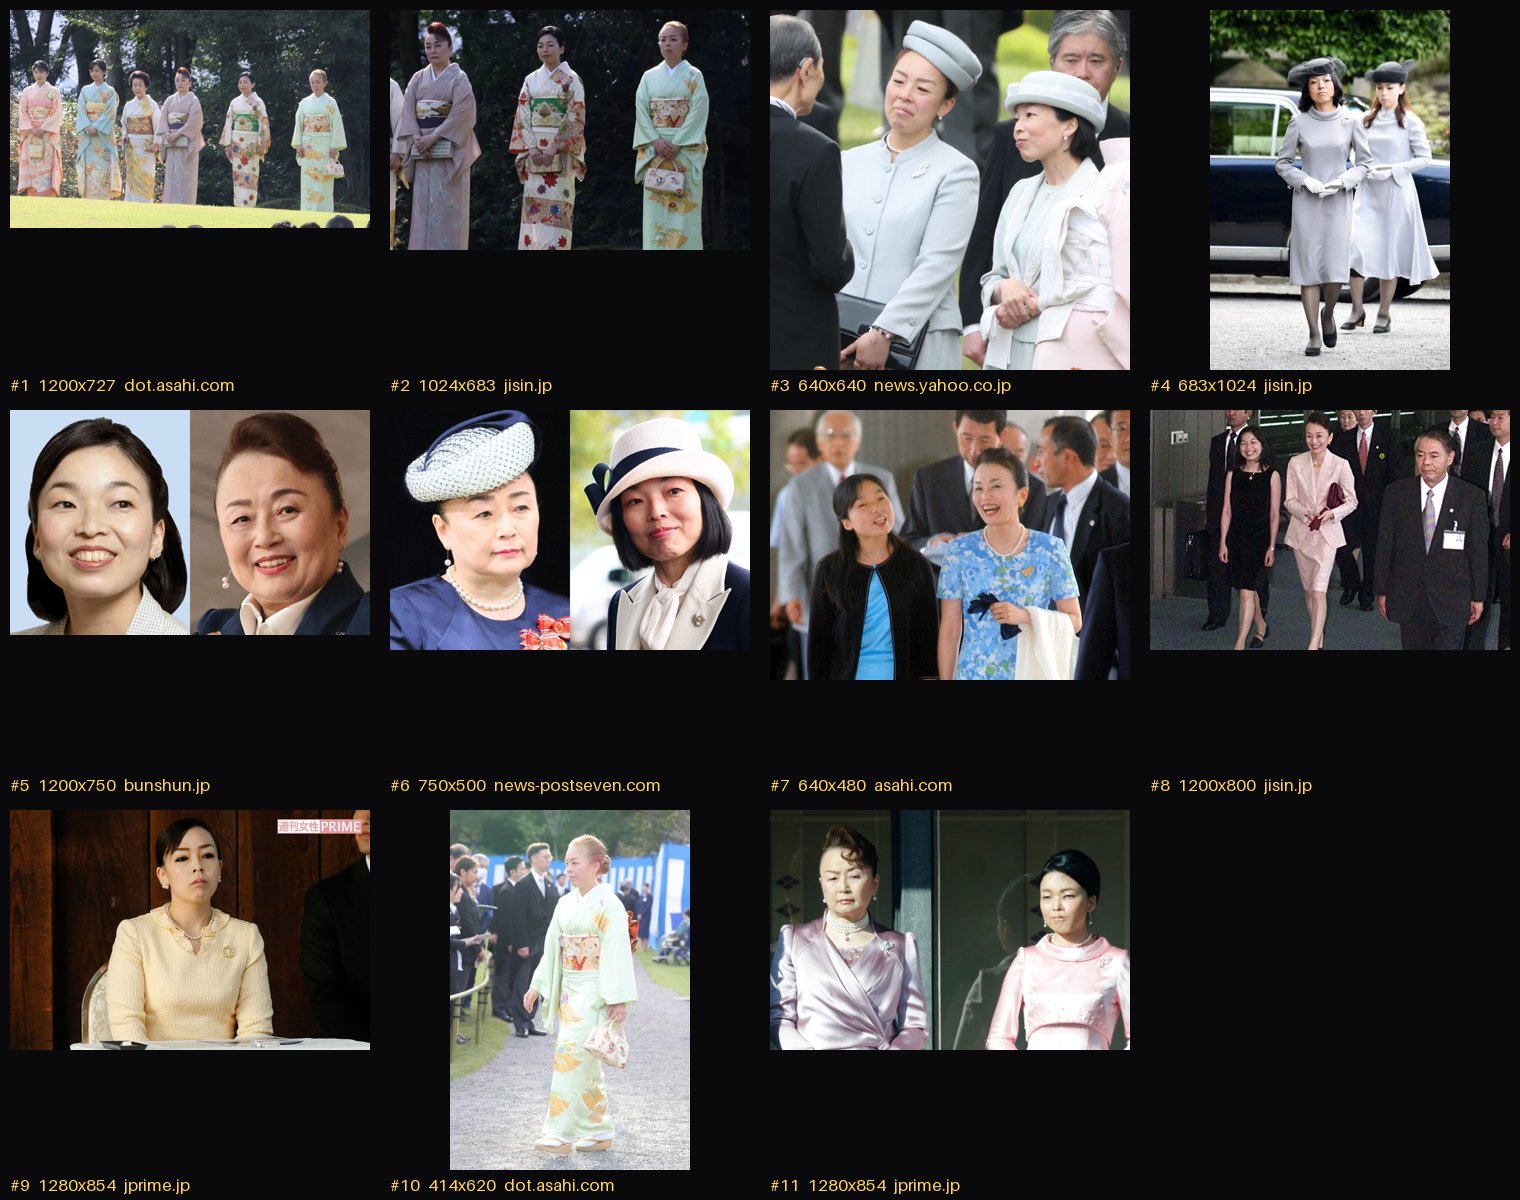 #1 1200x727 dot.asahi.com
#2 1024x683 jisin.jp
#3 640x640 news.yahoo.co.jp
#4 683x1024 jisin.jp
#5 1200x750 bunshun.jp
#6 750x500 news-postseven.com
#7 640x480 asahi.com
#8 1200x800 jisin.jp
週刊女性PRIME
#9 1280x854 jprime.jp
#10 414x620 dot.asahi.com
#11 1280x854 jprime.jp